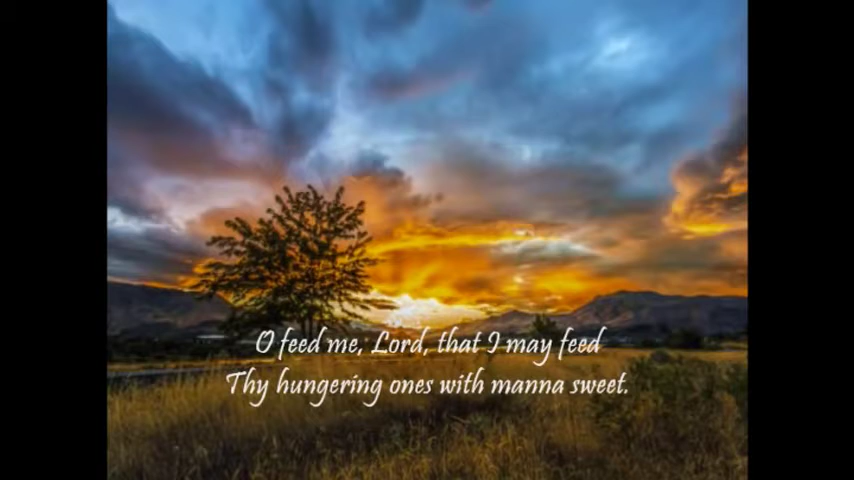 O feed me, Lord, that I may feed
Thy hungering ones with manna sweet.